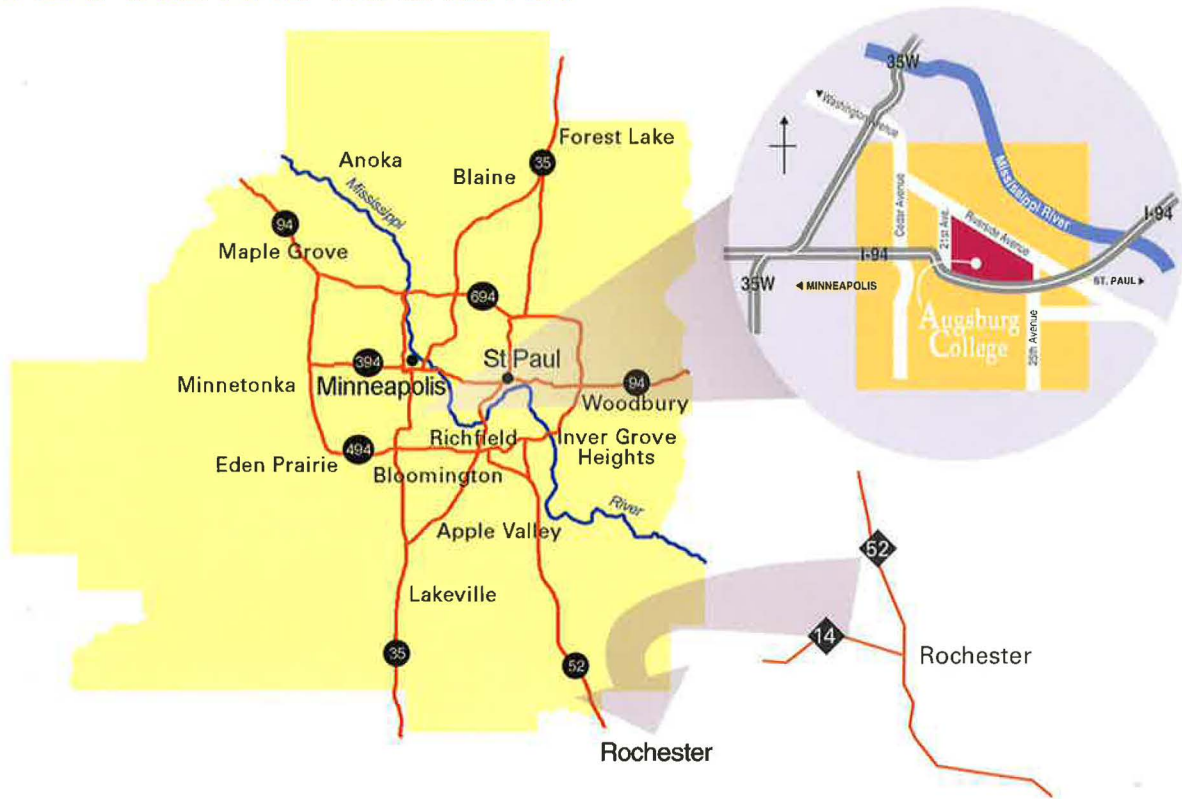 Forest Lake
Anoka
35
Blaine
Mississippi
94
Maple Grove
694
394
St Paul
Minnetonka
Minneapolis
94
Woodbury
Richfield
Inver Grove
Heights
494
Eden Prairie
Bloomington
River
Apple Valley
Lakeville
35
52
Rochester
35W
Washington Avenue
Mississippi River
Cedar Avenue
21st Ave.
Riverside Avenue
I-94
I-94
35W
MINNEAPOLIS
ST. PAUL
Augsburg
College
25th Avenue
52
14
Rochester